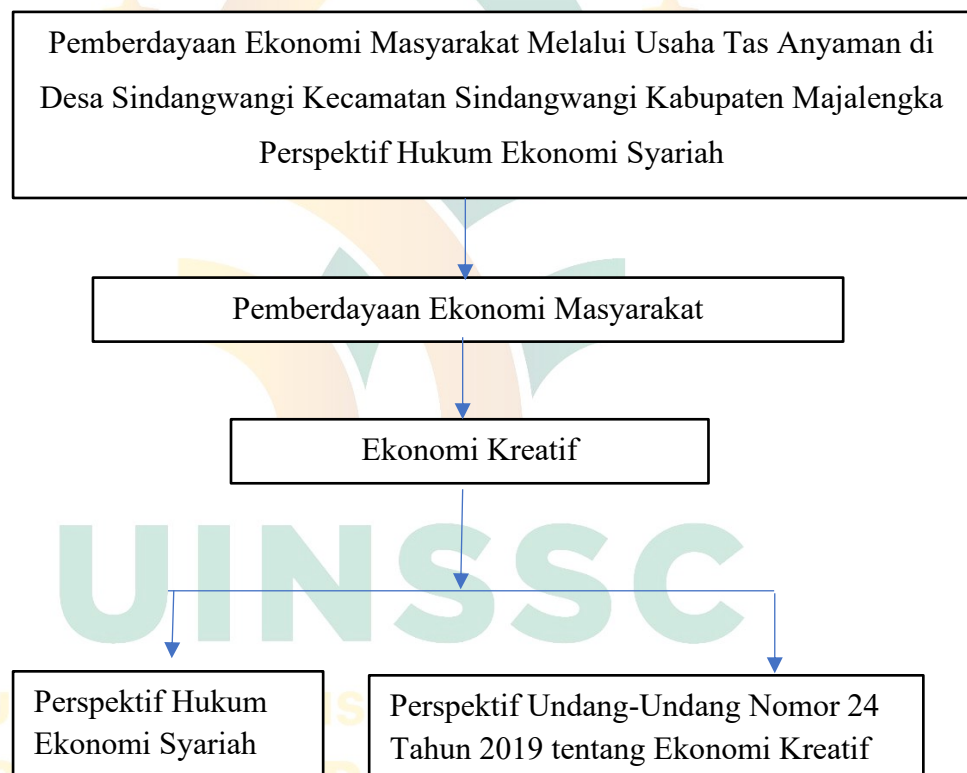 Pemberdayaan Ekonomi Masyarakat Melalui Usaha Tas Anyaman di
Desa Sindangwangi Kecamatan Sindangwangi Kabupaten Majalengka
Perspektif Hukum Ekonomi Syariah
Pemberdayaan Ekonomi Masyarakat
Ekonomi Kreatif
UINSSC
Perspektif Hukum
Ekonomi Syariah
Perspektif Undang-Undang Nomor 24
Tahun 2019 tentang Ekonomi Kreatif